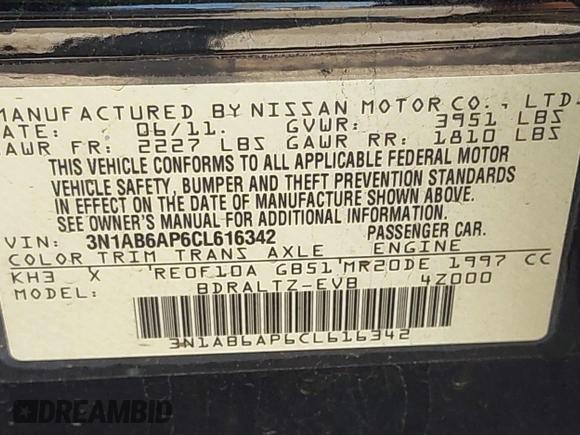 MANUFACTURED BY NISSAN MOTOR CO., LTD.
DATE: 06/11. GVWR: 3951 LBS
GAWR FR: 2227 LBS GAWR RR: 1810 LBS
THIS VEHICLE CONFORMS TO ALL APPLICABLE FEDERAL MOTOR
VEHICLE SAFETY, BUMPER AND THEFT PREVENTION STANDARDS
IN EFFECT ON THE DATE OF MANUFACTURE SHOWN ABOVE.
SEE OWNER'S MANUAL FOR ADDITIONAL INFORMATION.
VIN: 3N1AB6AP6CL616342 PASSENGER CAR.
COLOR TRIM TRANS AXLE ENGINE
KH3 X 'RE0F10A GB51'MR20DE 1997 CC
MODEL: BDRALTZ-EVB 4Z000
3N1AB6AP6CL616342
DREAMBID